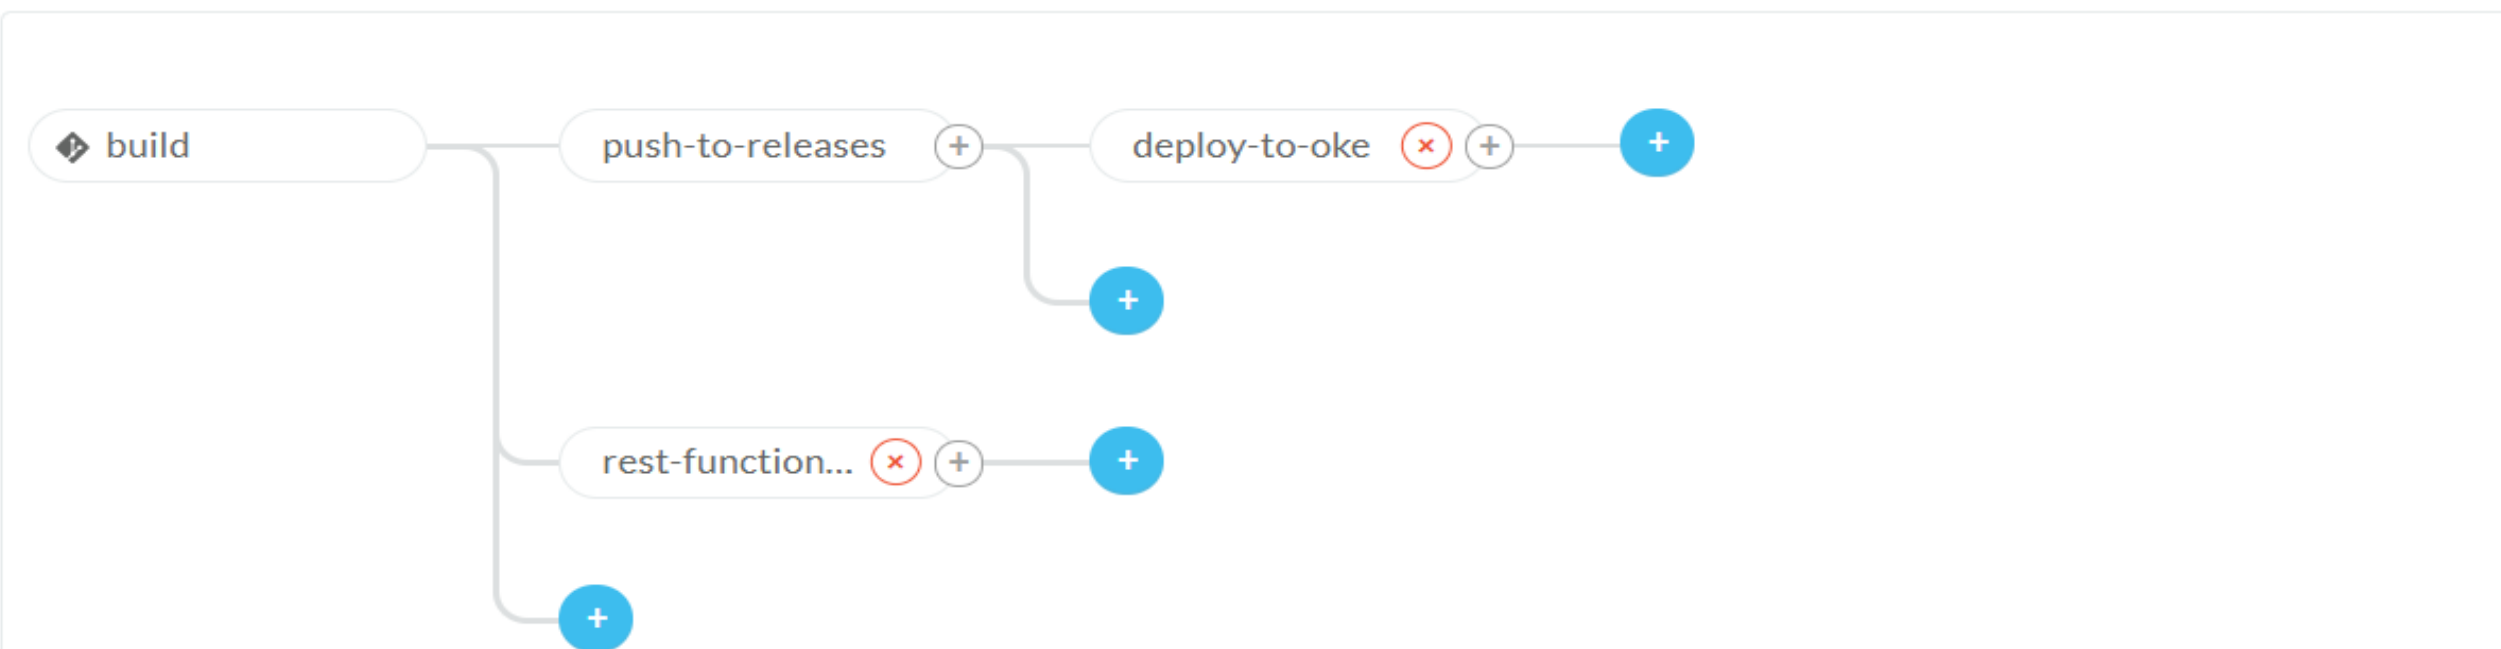 build
push-to-releases
deploy-to-oke
rest-function...